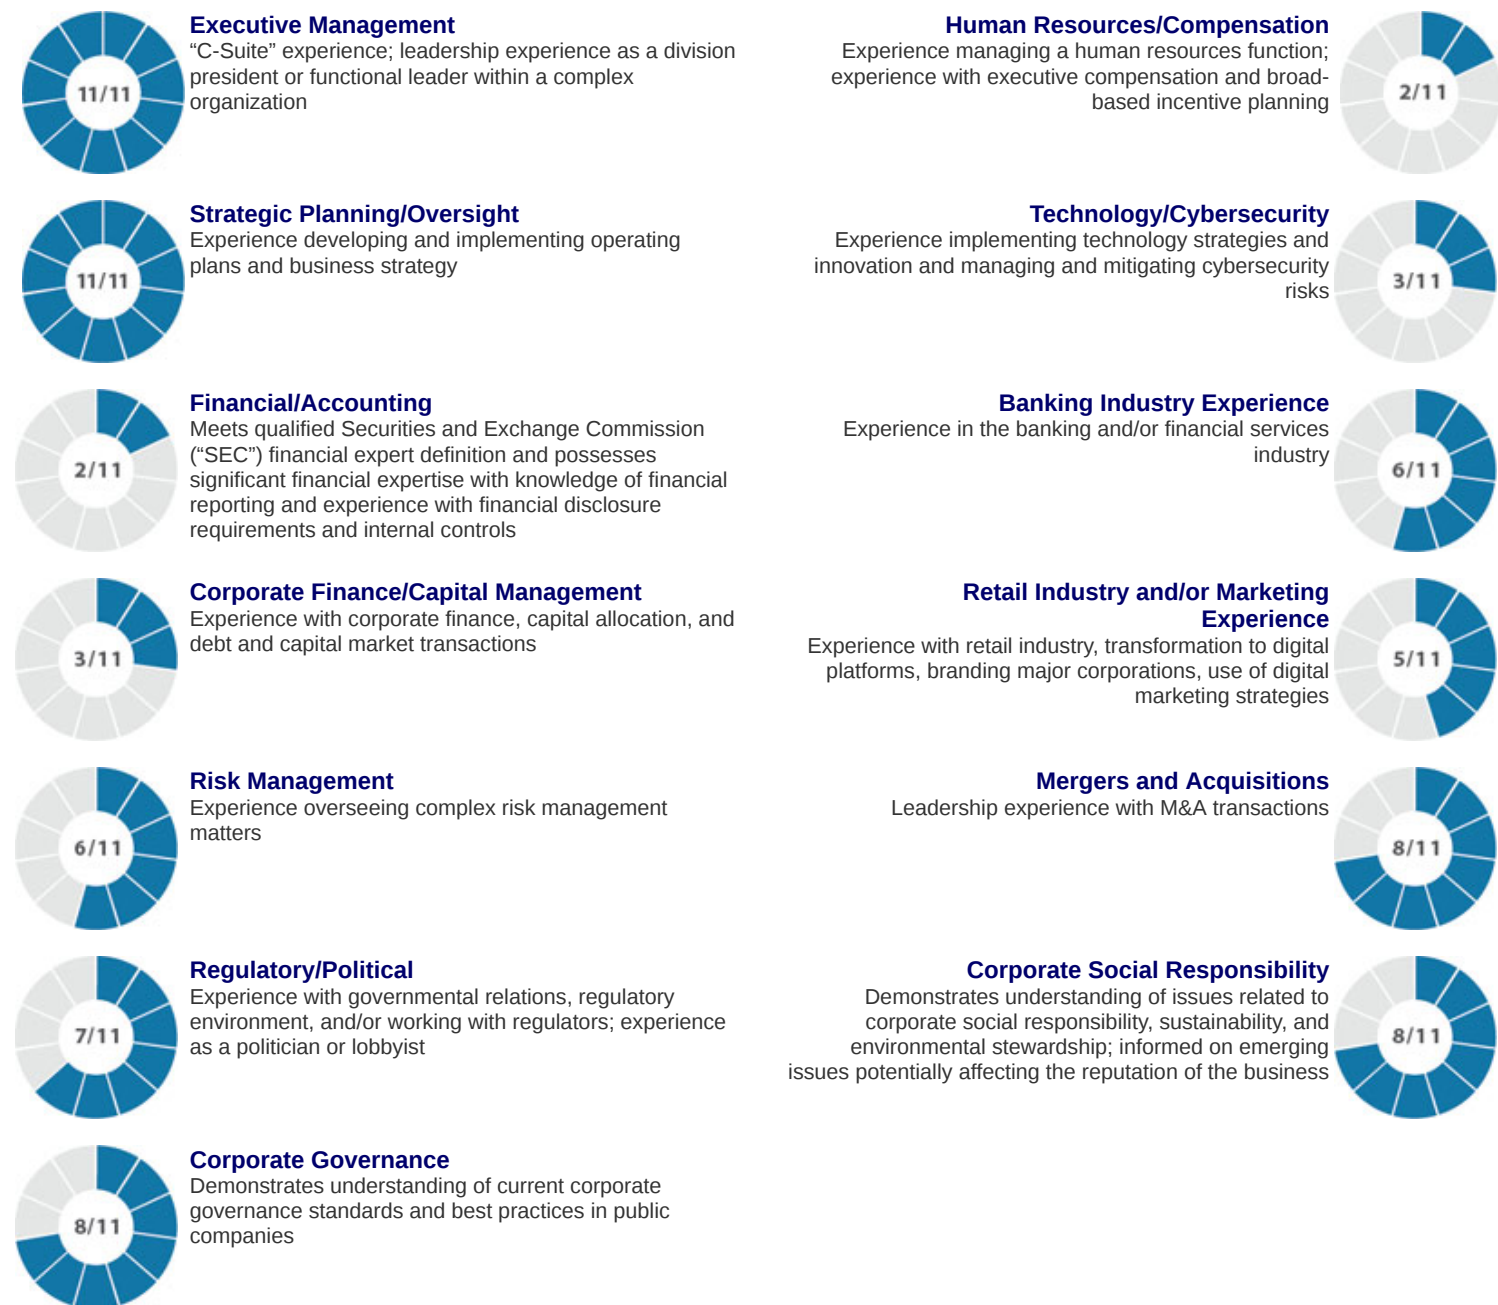 Executive Management
“C-Suite” experience; leadership experience as a division
president or functional leader within a complex
organization
11/11
Strategic Planning/Oversight
Experience developing and implementing operating
plans and business strategy
11/11
Financial/Accounting
Meets qualified Securities and Exchange Commission
(“SEC”) financial expert definition and possesses
significant financial expertise with knowledge of financial
reporting and experience with financial disclosure
requirements and internal controls
2/11
Corporate Finance/Capital Management
Experience with corporate finance, capital allocation, and
debt and capital market transactions
3/11
Risk Management
Experience overseeing complex risk management
matters
6/11
Regulatory/Political
Experience with governmental relations, regulatory
environment, and/or working with regulators; experience
as a politician or lobbyist
7/11
Corporate Governance
Demonstrates understanding of current corporate
governance standards and best practices in public
companies
8/11
Human Resources/Compensation
Experience managing a human resources function;
experience with executive compensation and broad-
based incentive planning
2/11
Technology/Cybersecurity
Experience implementing technology strategies and
innovation and managing and mitigating cybersecurity
risks
3/11
Banking Industry Experience
Experience in the banking and/or financial services
industry
6/11
Retail Industry and/or Marketing
Experience
Experience with retail industry, transformation to digital
platforms, branding major corporations, use of digital
marketing strategies
5/11
Mergers and Acquisitions
Leadership experience with M&A transactions
8/11
Corporate Social Responsibility
Demonstrates understanding of issues related to
corporate social responsibility, sustainability, and
environmental stewardship; informed on emerging
issues potentially affecting the reputation of the business
8/11